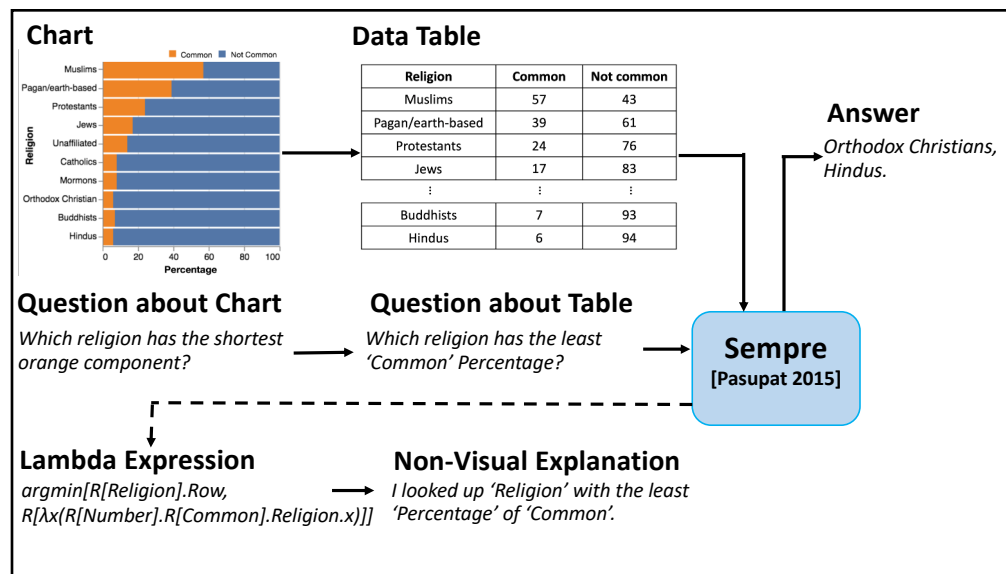 Chart
Common Not Common
Muslims
Pagan/earth-based
Protestants
Jews
Unaffiliated
Catholics
Mormons
Orthodox Christian
Buddhists
Hindus
Religion
0 20 40 60 80 100
Percentage
Data Table
Religion Common Not common
Muslims 57 43
Pagan/earth-based 39 61
Protestants 24 76
Jews 17 83
⋮ ⋮ ⋮
Buddhists 7 93
Hindus 6 94
Answer
Orthodox Christians,
Hindus.
Question about Chart
Which religion has the shortest
orange component?
Question about Table
Which religion has the least
‘Common’ Percentage?
Sempre
[Pasupat 2015]
Lambda Expression
argmin[R[Religion].Row,
R[λx(R[Number].R[Common].Religion.x)]]
Non-Visual Explanation
I looked up ‘Religion’ with the least
‘Percentage’ of ‘Common’.